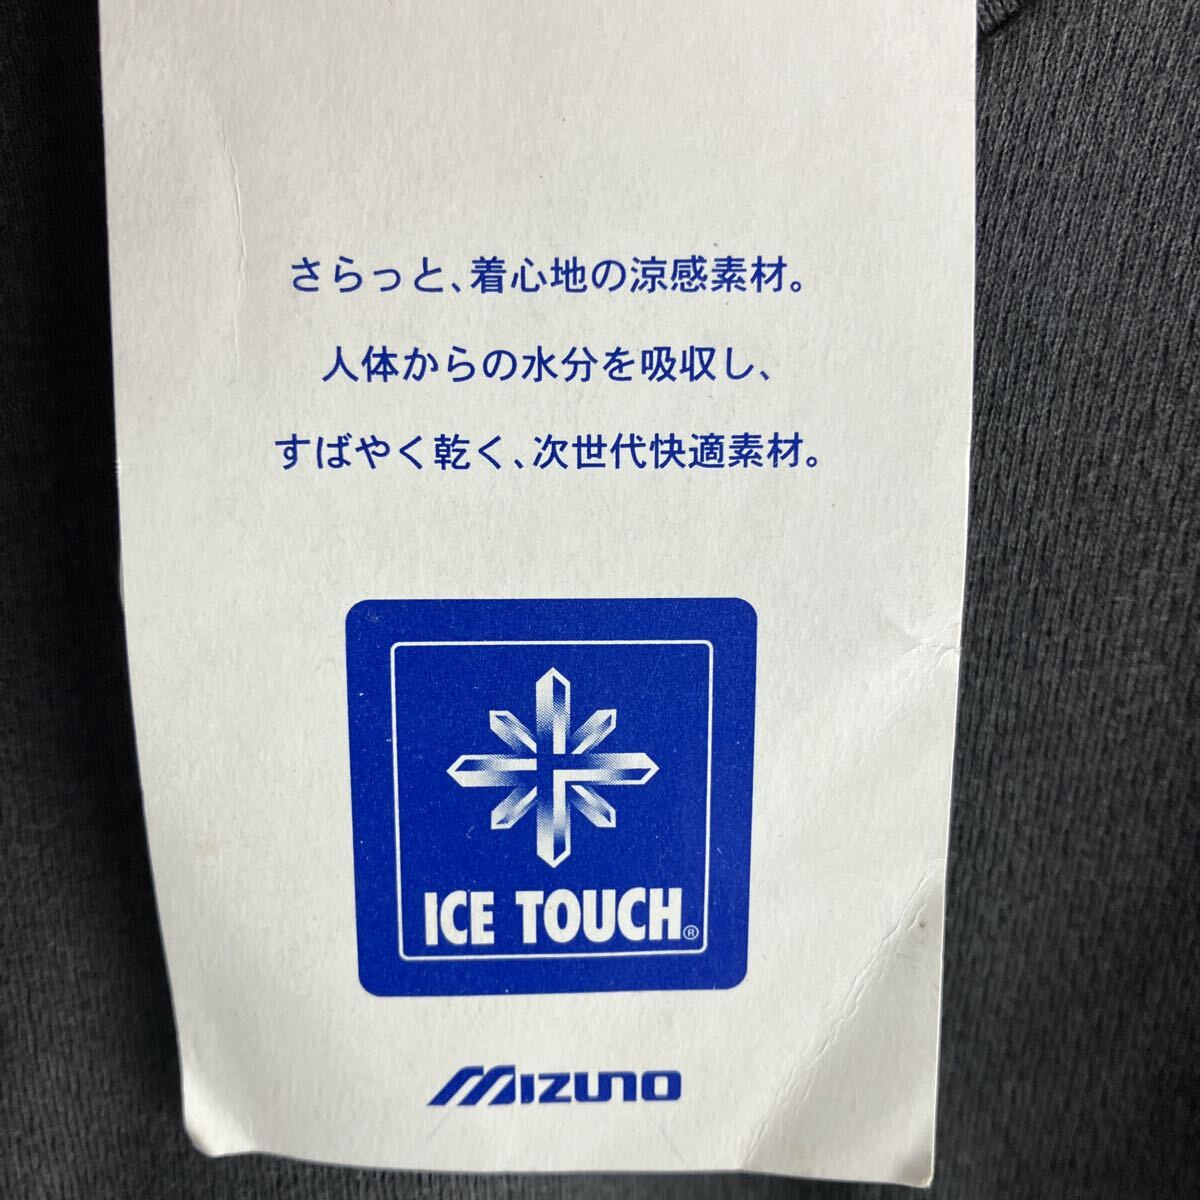 さらっと、着心地の涼感素材。
人体からの水分を吸収し、
すばやく乾く、次世代快適素材。
ICE TOUCH®
MIZUNO